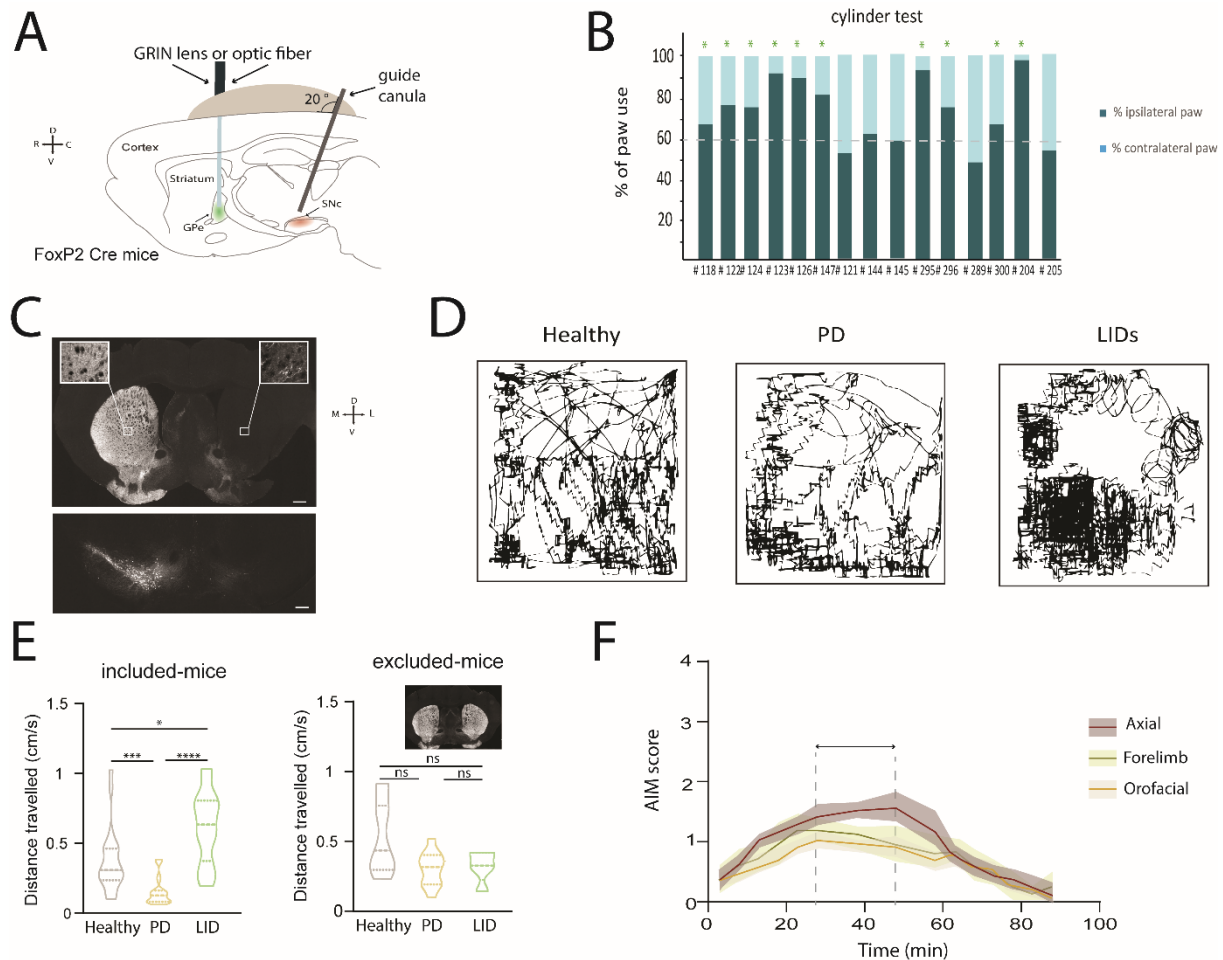 A
GRIN lens or optic fiber
guide
canula
20 °
D
R C
V
Cortex
Striatum
GPe
SNc
FoxP2 Cre mice
B
cylinder test
% of paw use
100
80
60
40
20
* * * * * * * * * *
# 118 # 122 # 124 # 123 # 126 # 147 # 121 # 144 # 145 # 295 # 296 # 289 # 300 # 204 # 205
% ipsilateral paw
% contralateral paw
C
D
M L
V
D
Healthy
PD
LIDs
E
included-mice
Distance travelled (cm/s)
1.5
1
0.5
0
*
*** ****
Healthy PD LID
excluded-mice
Distance travelled (cm/s)
1.5
1
0.5
0
ns
ns ns
Healthy PD LID
F
AIM score
4
3
2
1
0
0 20 40 60 80 100
Time (min)
Axial
Forelimb
Orofacial